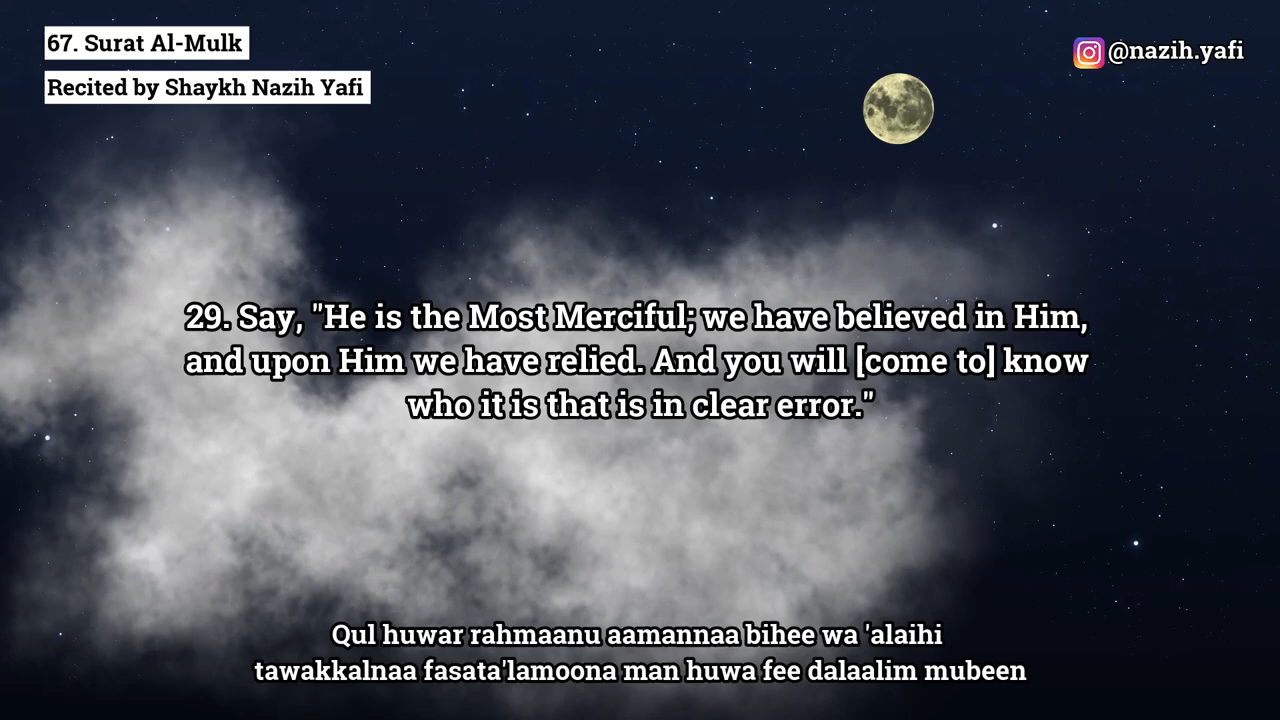 67. Surat Al-Mulk
Recited by Shaykh Nazih Yafi
@nazih.yafi
29. Say, "He is the Most Merciful; we have believed in Him,
and upon Him we have relied. And you will [come to] know
who it is that is in clear error."
Qul huwar rahmaanu aamannaa bihee wa 'alaihi
tawakkalnaa fasata'lamoona man huwa fee dalaalim mubeen